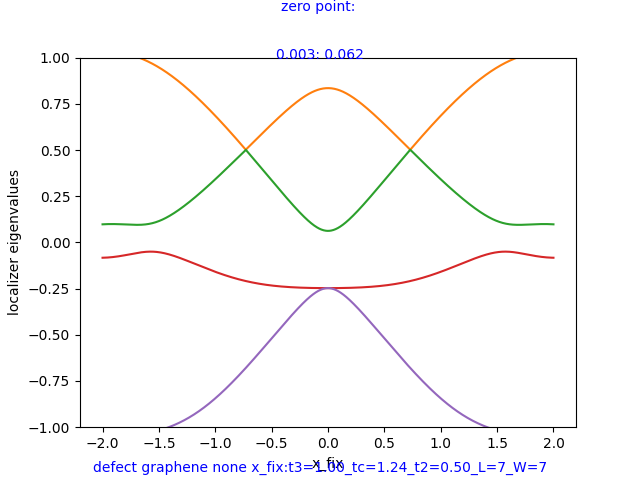 zero point:
0.003: 0.062
1.00
0.75
0.50
0.25
0.00
−0.25
−0.50
−0.75
−1.00
localizer eigenvalues
−2.0 −1.5 −1.0 −0.5 0.0 0.5 1.0 1.5 2.0
x_fix
defect graphene none x_fix:t3=1.00_tc=1.24_t2=0.50_L=7_W=7